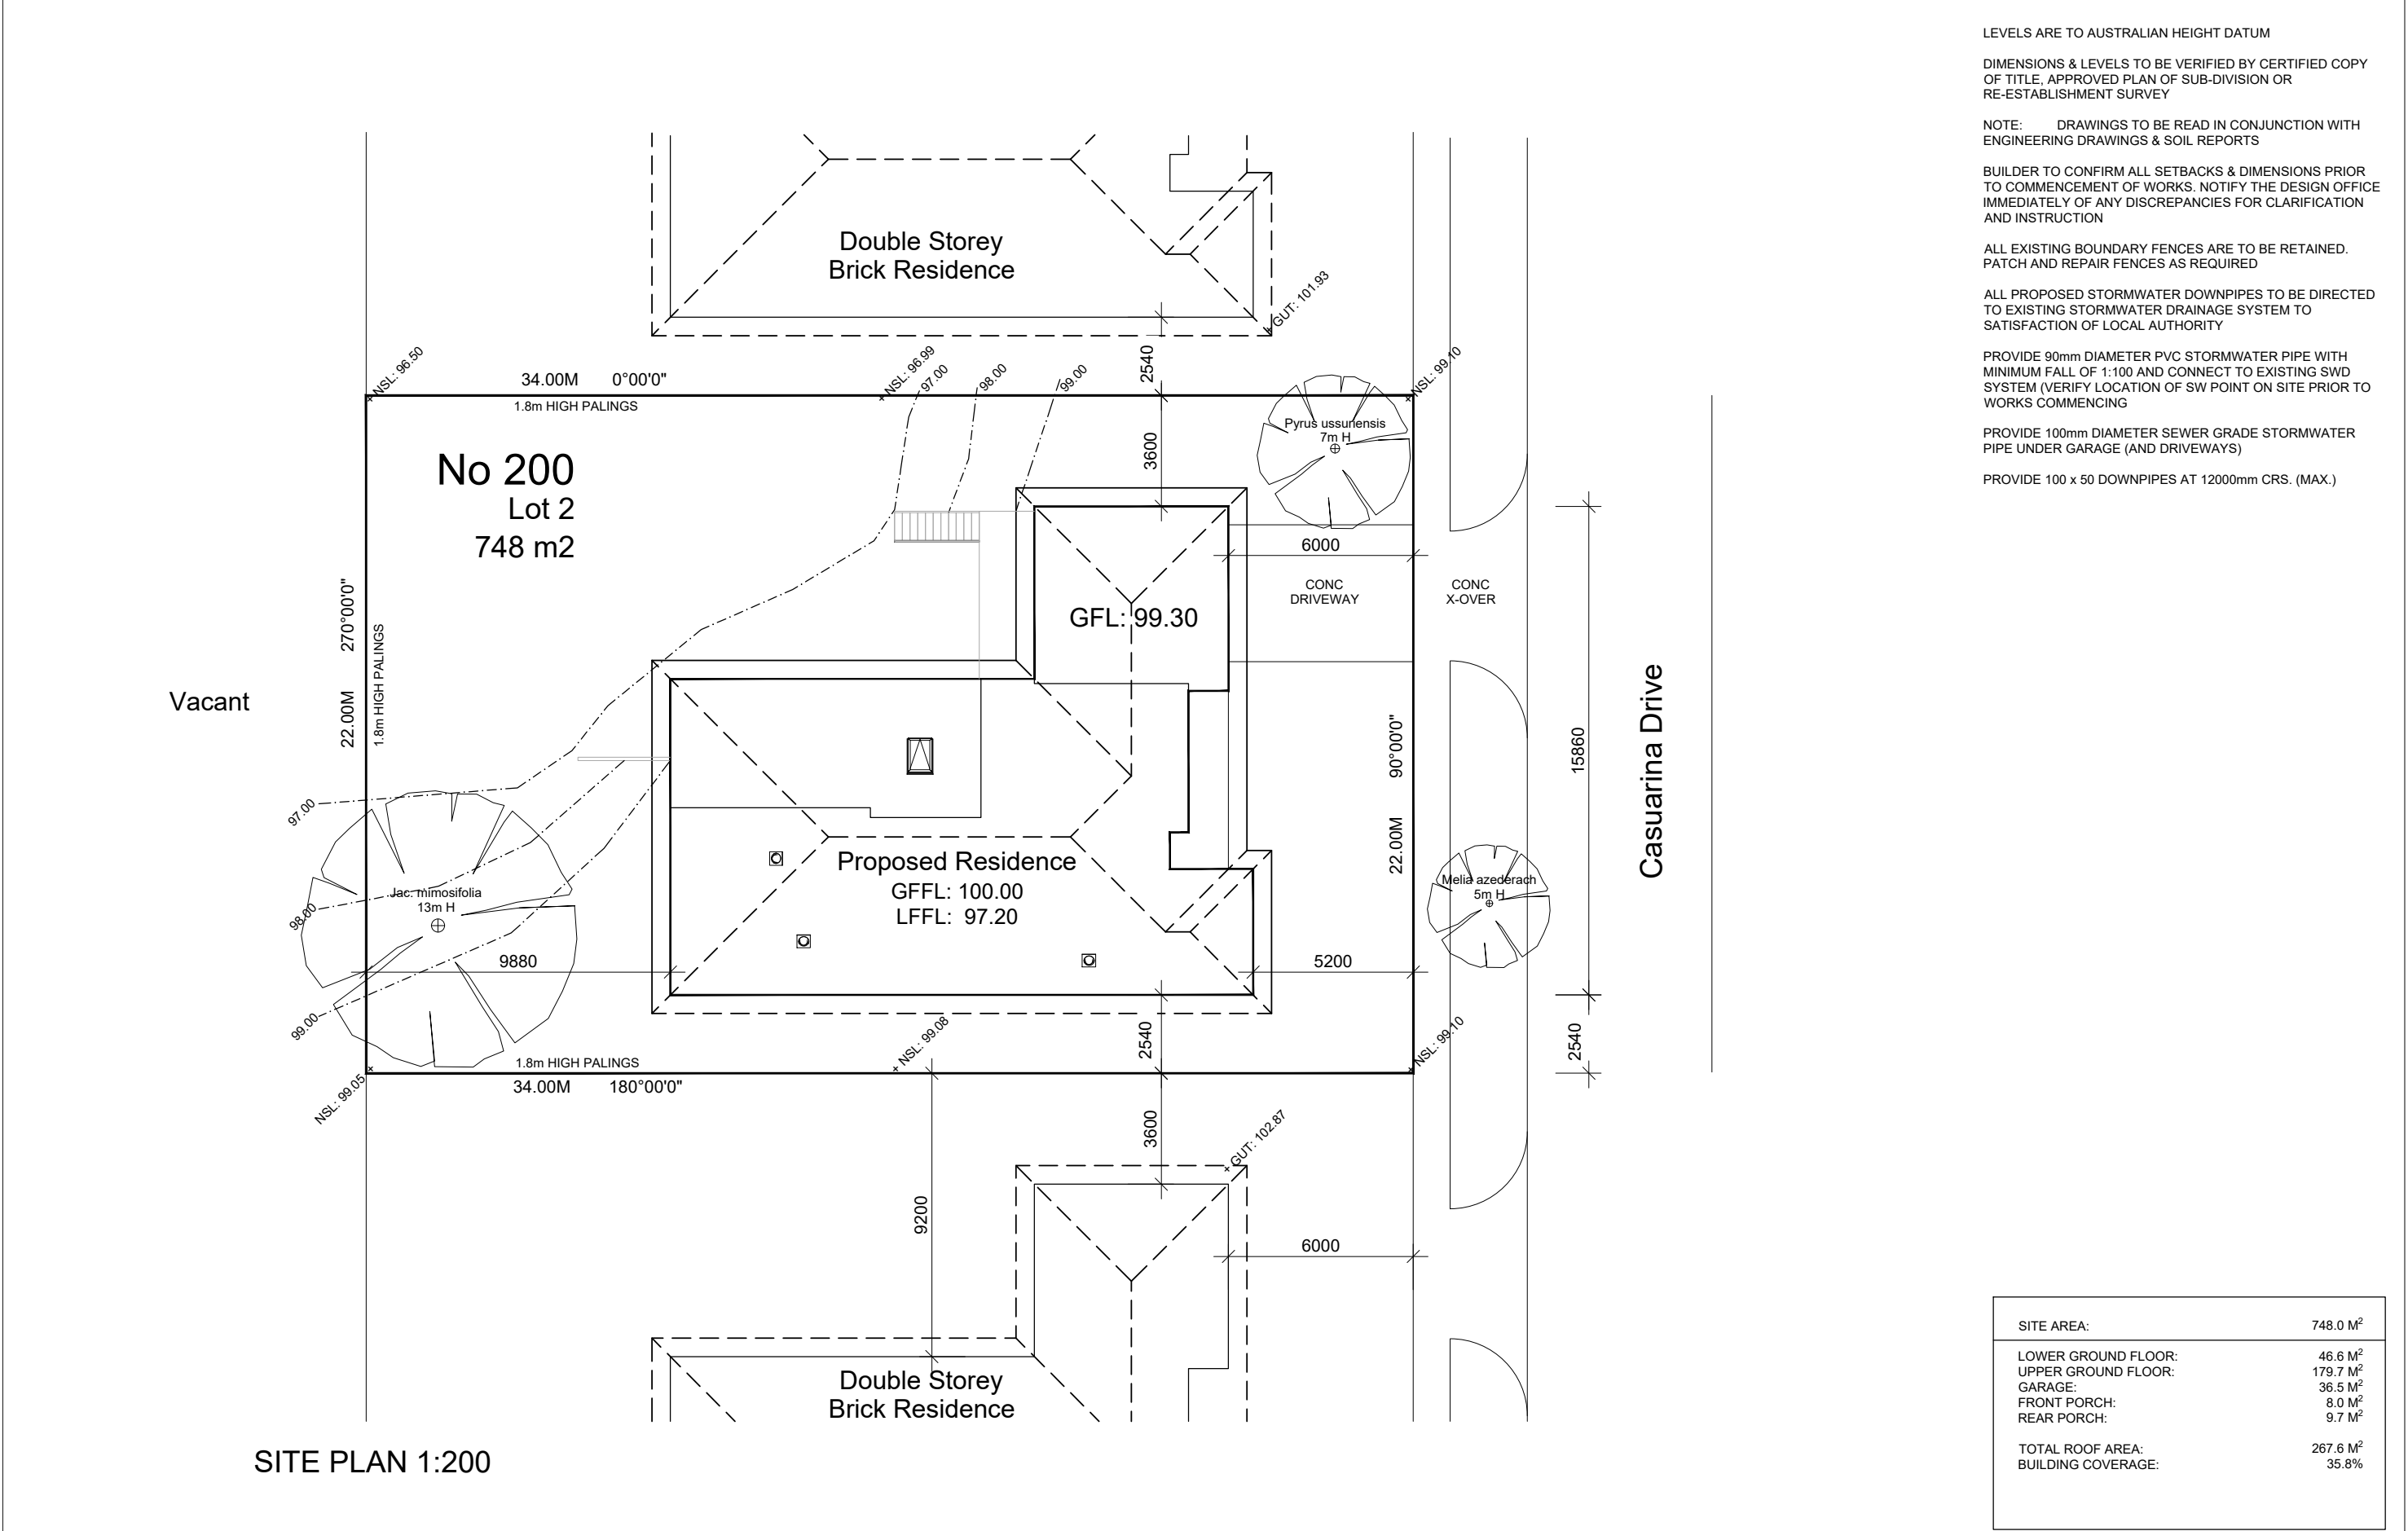 LEVELS ARE TO AUSTRALIAN HEIGHT DATUM
DIMENSIONS & LEVELS TO BE VERIFIED BY CERTIFIED COPY
OF TITLE, APPROVED PLAN OF SUB-DIVISION OR
RE-ESTABLISHMENT SURVEY
NOTE: DRAWINGS TO BE READ IN CONJUNCTION WITH
ENGINEERING DRAWINGS & SOIL REPORTS
BUILDER TO CONFIRM ALL SETBACKS & DIMENSIONS PRIOR
TO COMMENCEMENT OF WORKS. NOTIFY THE DESIGN OFFICE
IMMEDIATELY OF ANY DISCREPANCIES FOR CLARIFICATION
AND INSTRUCTION
ALL EXISTING BOUNDARY FENCES ARE TO BE RETAINED.
PATCH AND REPAIR FENCES AS REQUIRED
ALL PROPOSED STORMWATER DOWNPIPES TO BE DIRECTED
TO EXISTING STORMWATER DRAINAGE SYSTEM TO
SATISFACTION OF LOCAL AUTHORITY
PROVIDE 90mm DIAMETER PVC STORMWATER PIPE WITH
MINIMUM FALL OF 1:100 AND CONNECT TO EXISTING SWD
SYSTEM (VERIFY LOCATION OF SW POINT ON SITE PRIOR TO
WORKS COMMENCING
PROVIDE 100mm DIAMETER SEWER GRADE STORMWATER
PIPE UNDER GARAGE (AND DRIVEWAYS)
PROVIDE 100 x 50 DOWNPIPES AT 12000mm CRS. (MAX.)
Double Storey
Brick Residence
GUT: 101.93
NSL: 96.50
34.00M 0°00'0"
1.8m HIGH PALINGS
NSL: 96.99
97.00
98.00
99.00
2540
NSL: 99.10
Pyrus ussuriensis
7m H
3600
No 200
Lot 2
748 m2
6000
CONC
DRIVEWAY
CONC
X-OVER
GFL: 99.30
22.00M 270°00'0"
1.8m HIGH PALINGS
Vacant
22.00M 90°00'0"
15860
Casuarina Drive
97.00
98.00
99.00
Jac. mimosifolia
13m H
Proposed Residence
GFFL: 100.00
LFFL: 97.20
Melia azederach
5m H
9880
5200
2540
2540
NSL: 99.08
NSL: 99.10
NSL: 99.05
1.8m HIGH PALINGS
34.00M 180°00'0"
3600
GUT: 102.87
9200
6000
Double Storey
Brick Residence
SITE PLAN 1:200
SITE AREA: 748.0 M2
LOWER GROUND FLOOR: 46.6 M2
UPPER GROUND FLOOR: 179.7 M2
GARAGE: 36.5 M2
FRONT PORCH: 8.0 M2
REAR PORCH: 9.7 M2
TOTAL ROOF AREA: 267.6 M2
BUILDING COVERAGE: 35.8%